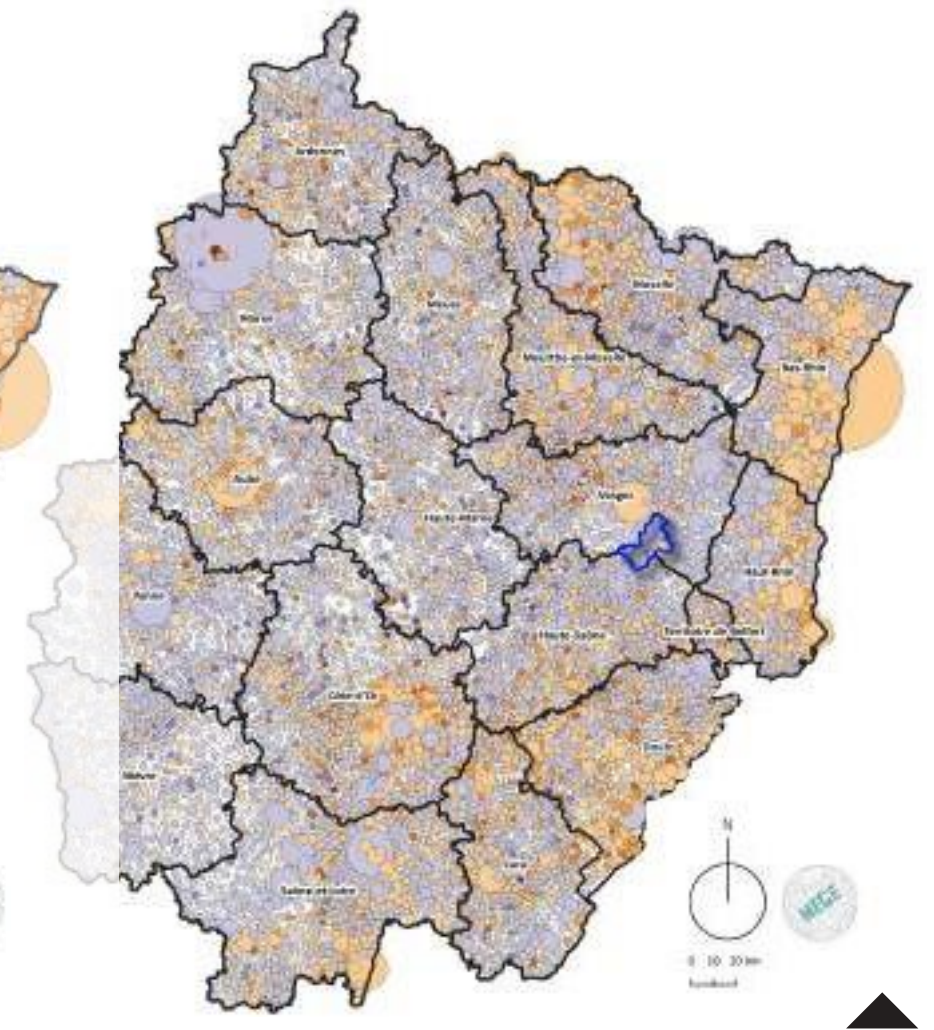 Ardennes
Marne
Meuse
Moselle
Meurthe-et-Moselle
Bas-Rhin
Aube
Vosges
Haute-Marne
Haut-Rhin
Yonne
Haute-Saône
Territoire de Belfort
Côte-d'Or
Doubs
Nièvre
Jura
Saône-et-Loire
N
0 10 20 km